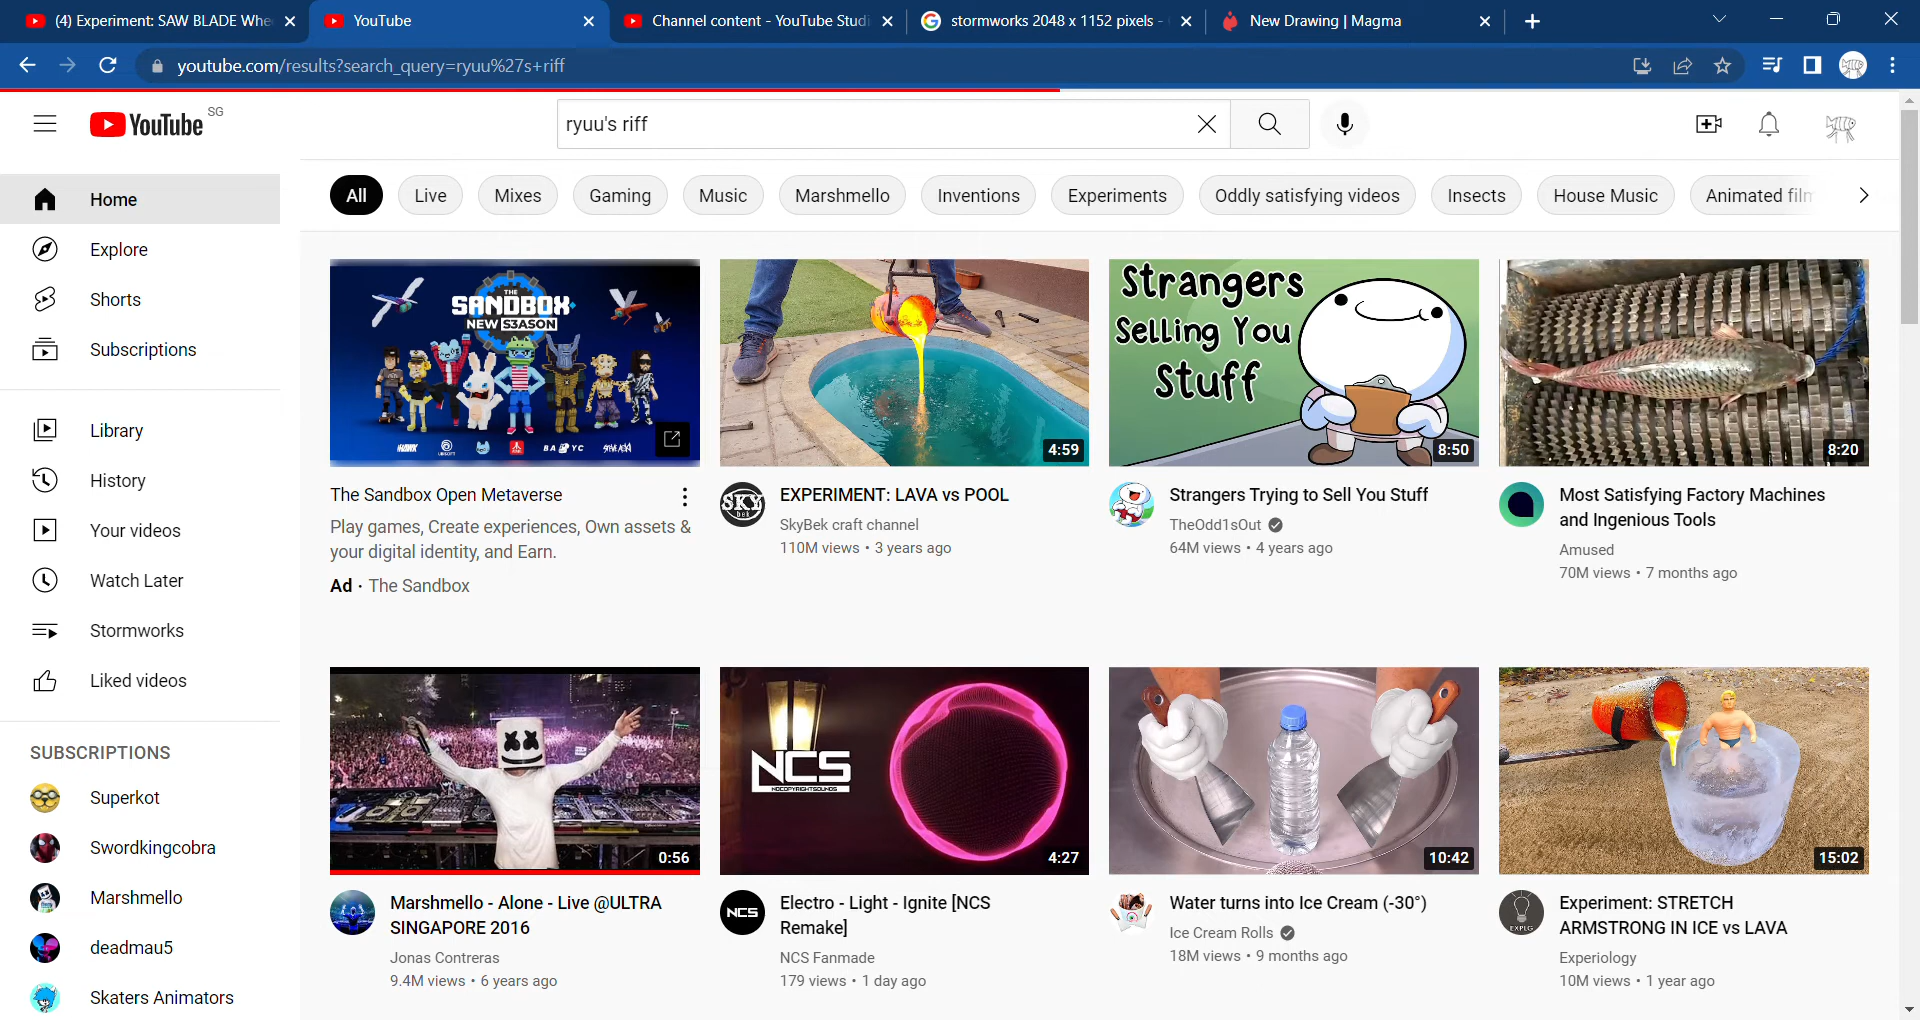 (4) Experiment: SAW BLADE Whe
YouTube
Channel content - YouTube Studi
stormworks 2048 x 1152 pixels -
New Drawing | Magma
youtube.com/results?search_query=ryuu%27s+riff
YouTube SG
ryuu's riff
Home
Explore
Shorts
Subscriptions
Library
History
Your videos
Watch Later
Stormworks
Liked videos
SUBSCRIPTIONS
Superkot
Swordkingcobra
Marshmello
deadmau5
Skaters Animators
All
Live
Mixes
Gaming
Music
Marshmello
Inventions
Experiments
Oddly satisfying videos
Insects
House Music
Animated film
THE
SANDBOX
NEW S3ASON
HAWK
UBISOFT
ATARI
BAYC
STEVE AOKI
The Sandbox Open Metaverse
Play games, Create experiences, Own assets &
your digital identity, and Earn.
Ad · The Sandbox
4:59
SKY
bek
EXPERIMENT: LAVA vs POOL
SkyBek craft channel
110M views • 3 years ago
Strangers
Selling You
Stuff
8:50
Strangers Trying to Sell You Stuff
TheOdd1sOut
64M views • 4 years ago
8:20
Most Satisfying Factory Machines
and Ingenious Tools
Amused
70M views • 7 months ago
0:56
Marshmello - Alone - Live @ULTRA
SINGAPORE 2016
Jonas Contreras
9.4M views • 6 years ago
NCS
NOCOPYRIGHTSOUNDS
4:27
NCS
Electro - Light - Ignite [NCS
Remake]
NCS Fanmade
179 views • 1 day ago
10:42
Water turns into Ice Cream (-30°)
Ice Cream Rolls
18M views • 9 months ago
15:02
EXPLG
Experiment: STRETCH
ARMSTRONG IN ICE vs LAVA
Experiology
10M views • 1 year ago